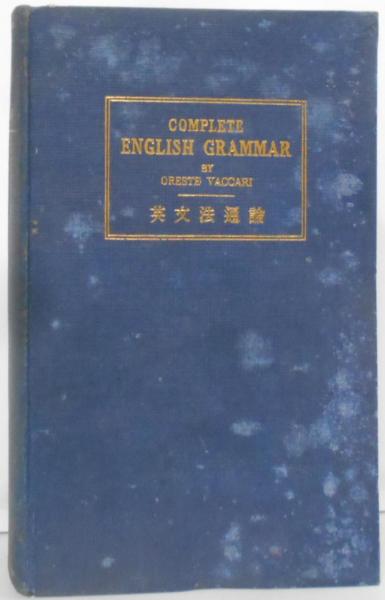 COMPLETE
ENGLISH GRAMMAR
BY
ORESTE VACCARI
英文法通論